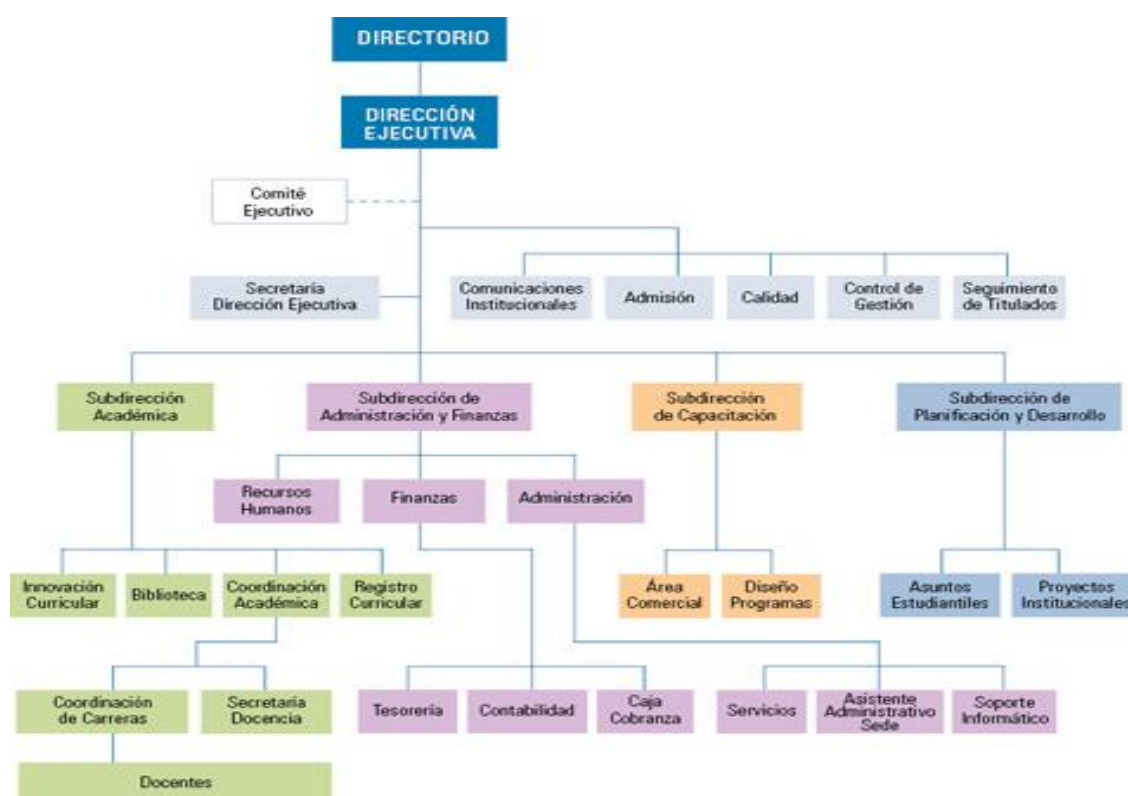 DIRECTORIO
DIRECCIÓN
EJECUTIVA
Comité
Ejecutivo
Secretaría
Dirección Ejecutiva
Comunicaciones
Institucionales
Admisión
Calidad
Control de
Gestión
Seguimiento
de Titulados
Subdirección
Académica
Subdirección de
Administración y Finanzas
Subdirección
de Capacitación
Subdirección de
Planificación y Desarrollo
Recursos
Humanos
Finanzas
Administración
Innovación
Curricular
Biblioteca
Coordinación
Académica
Registro
Curricular
Área
Comercial
Diseño
Programas
Asuntos
Estudiantiles
Proyectos
Institucionales
Coordinación
de Carreras
Secretaría
Docencia
Tesorería
Contabilidad
Caja
Cobranza
Servicios
Asistente
Administrativo
Sede
Soporte
Informático
Docentes